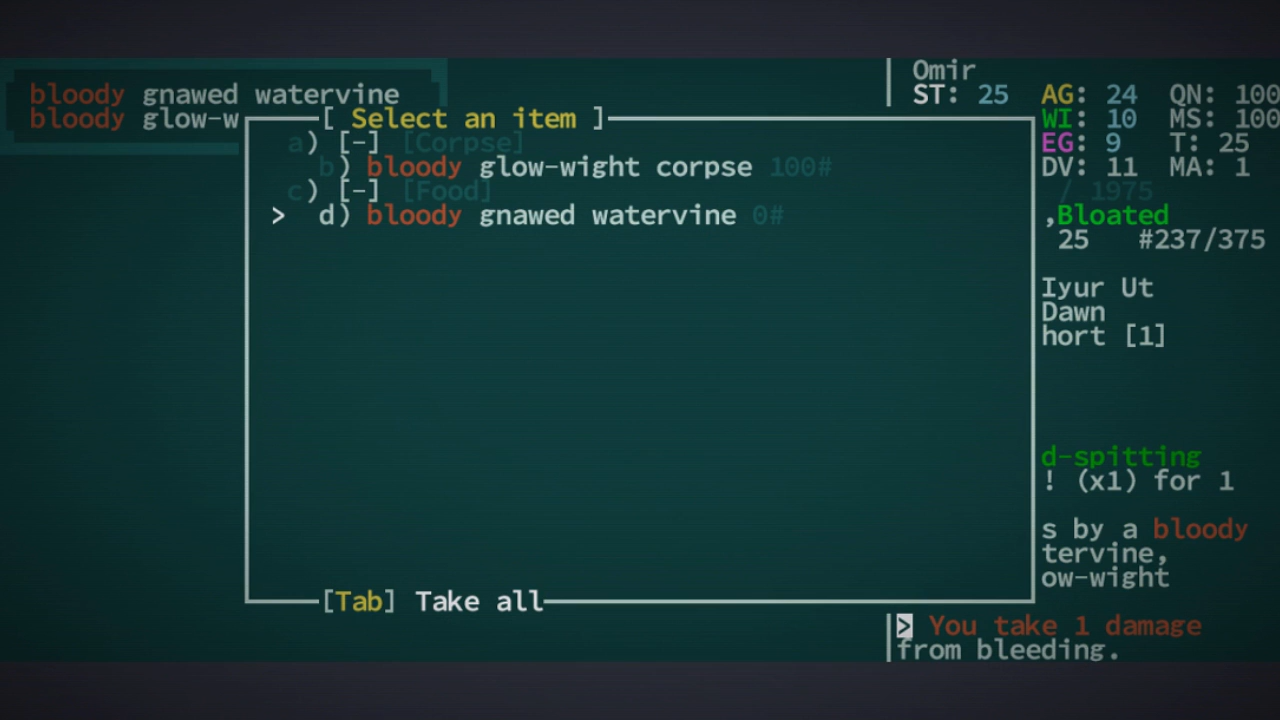 bloody gnawed watervine
bloody glow-w
[ Select an item ]
a) [-] [Corpse]
b) bloody glow-wight corpse 100#
c) [-] [Food]
> d) bloody gnawed watervine 0#
[Tab] Take all
Omir
ST: 25 AG: 24 QN: 100
WI: 10 MS: 100
EG: 9 T: 25
DV: 11 MA: 1
/ 1975
,Bloated
25 #237/375
Iyur Ut
Dawn
hort [1]
d-spitting
! (x1) for 1
s by a bloody
tervine,
ow-wight
> You take 1 damage
from bleeding.